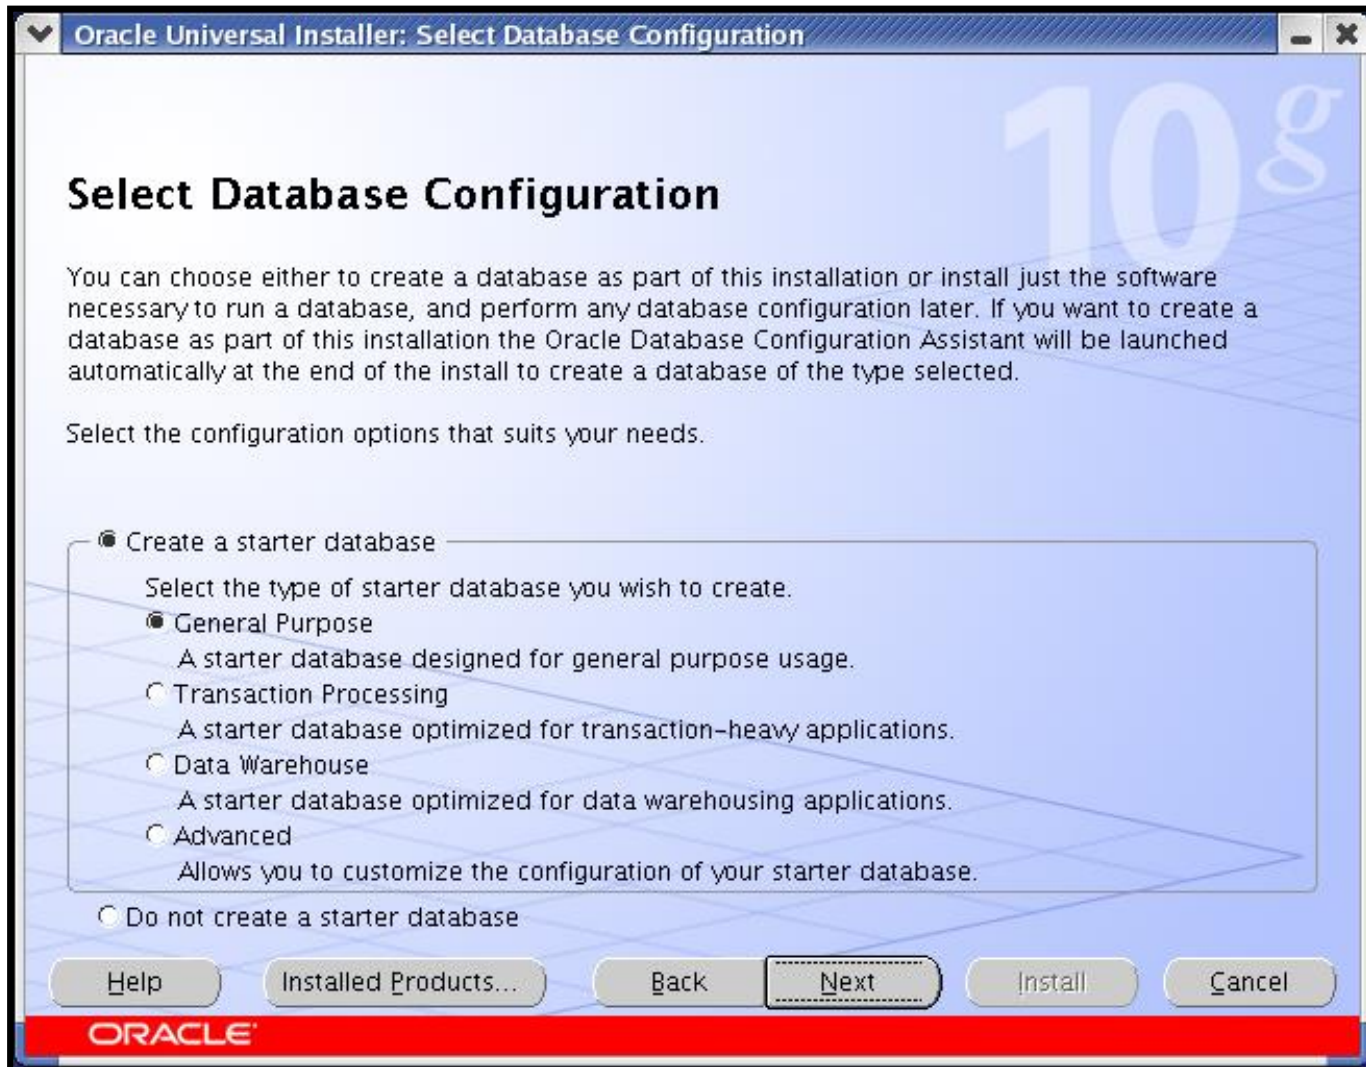 Oracle Universal Installer: Select Database Configuration
10g
Select Database Configuration
You can choose either to create a database as part of this installation or install just the software
necessary to run a database, and perform any database configuration later. If you want to create a
database as part of this installation the Oracle Database Configuration Assistant will be launched
automatically at the end of the install to create a database of the type selected.
Select the configuration options that suits your needs.
Create a starter database
Select the type of starter database you wish to create.
General Purpose
A starter database designed for general purpose usage.
Transaction Processing
A starter database optimized for transaction-heavy applications.
Data Warehouse
A starter database optimized for data warehousing applications.
Advanced
Allows you to customize the configuration of your starter database.
Do not create a starter database
Help Installed Products... Back Next Install Cancel
ORACLE